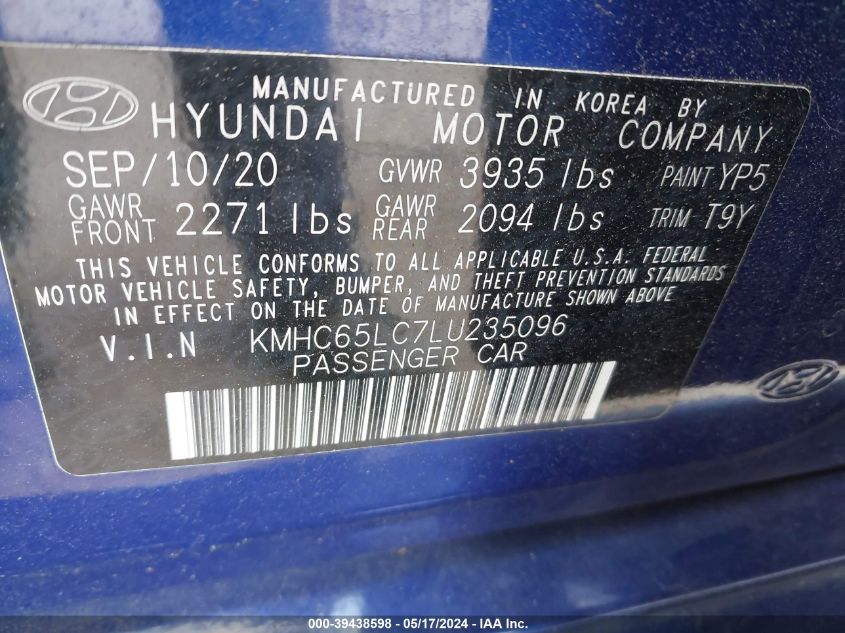 MANUFACTURED IN KOREA BY
HYUNDAI MOTOR COMPANY
SEP/10/20 GVWR 3935 lbs PAINT YP5
GAWR FRONT 2271 lbs GAWR REAR 2094 lbs TRIM T9Y
THIS VEHICLE CONFORMS TO ALL APPLICABLE U.S.A. FEDERAL
MOTOR VEHICLE SAFETY, BUMPER, AND THEFT PREVENTION STANDARDS
IN EFFECT ON THE DATE OF MANUFACTURE SHOWN ABOVE
V.I.N KMHC65LC7LU235096
PASSENGER CAR
000-39438598 - 05/17/2024 - IAAI.com, Inc.